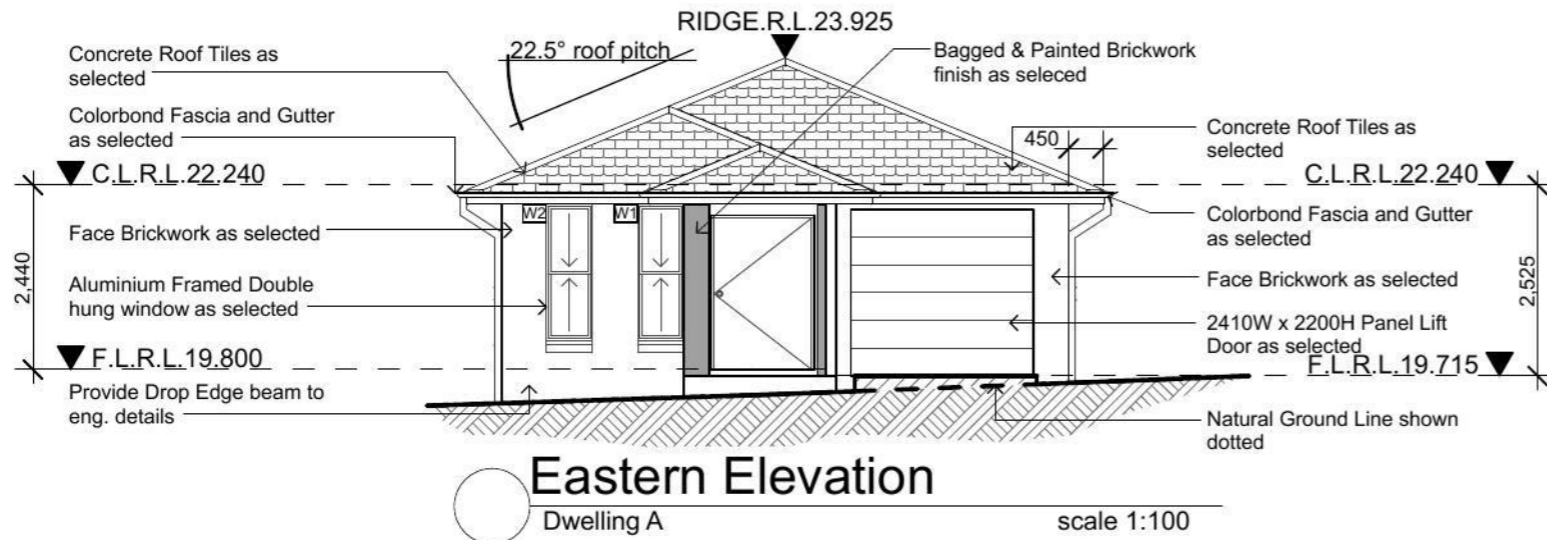 RIDGE.R.L.23.925
22.5° roof pitch
Concrete Roof Tiles as
selected
Colorbond Fascia and Gutter
as selected
C.L.R.L.22.240
Face Brickwork as selected
Aluminium Framed Double
hung window as selected
2,440
F.L.R.L.19.800
Provide Drop Edge beam to
eng. details
W2
W1
Bagged & Painted Brickwork
finish as seleced
450
Concrete Roof Tiles as
selected
C.L.R.L.22.240
Colorbond Fascia and Gutter
as selected
Face Brickwork as selected
2,525
2410W x 2200H Panel Lift
Door as selected
F.L.R.L.19.715
Natural Ground Line shown
dotted
Eastern Elevation
Dwelling A
scale 1:100